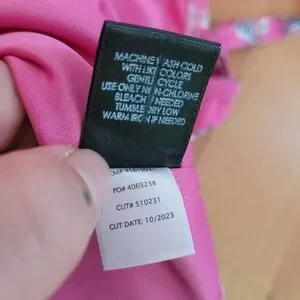 MACHINE WASH COLD
WITH LIKE COLORS
GENTLE CYCLE
USE ONLY NON-CHLORINE
BLEACH IF NEEDED
TUMBLE DRY LOW
WARM IRON IF NEEDED
PO# 4065238
CUT# 510231
CUT DATE: 10/2023